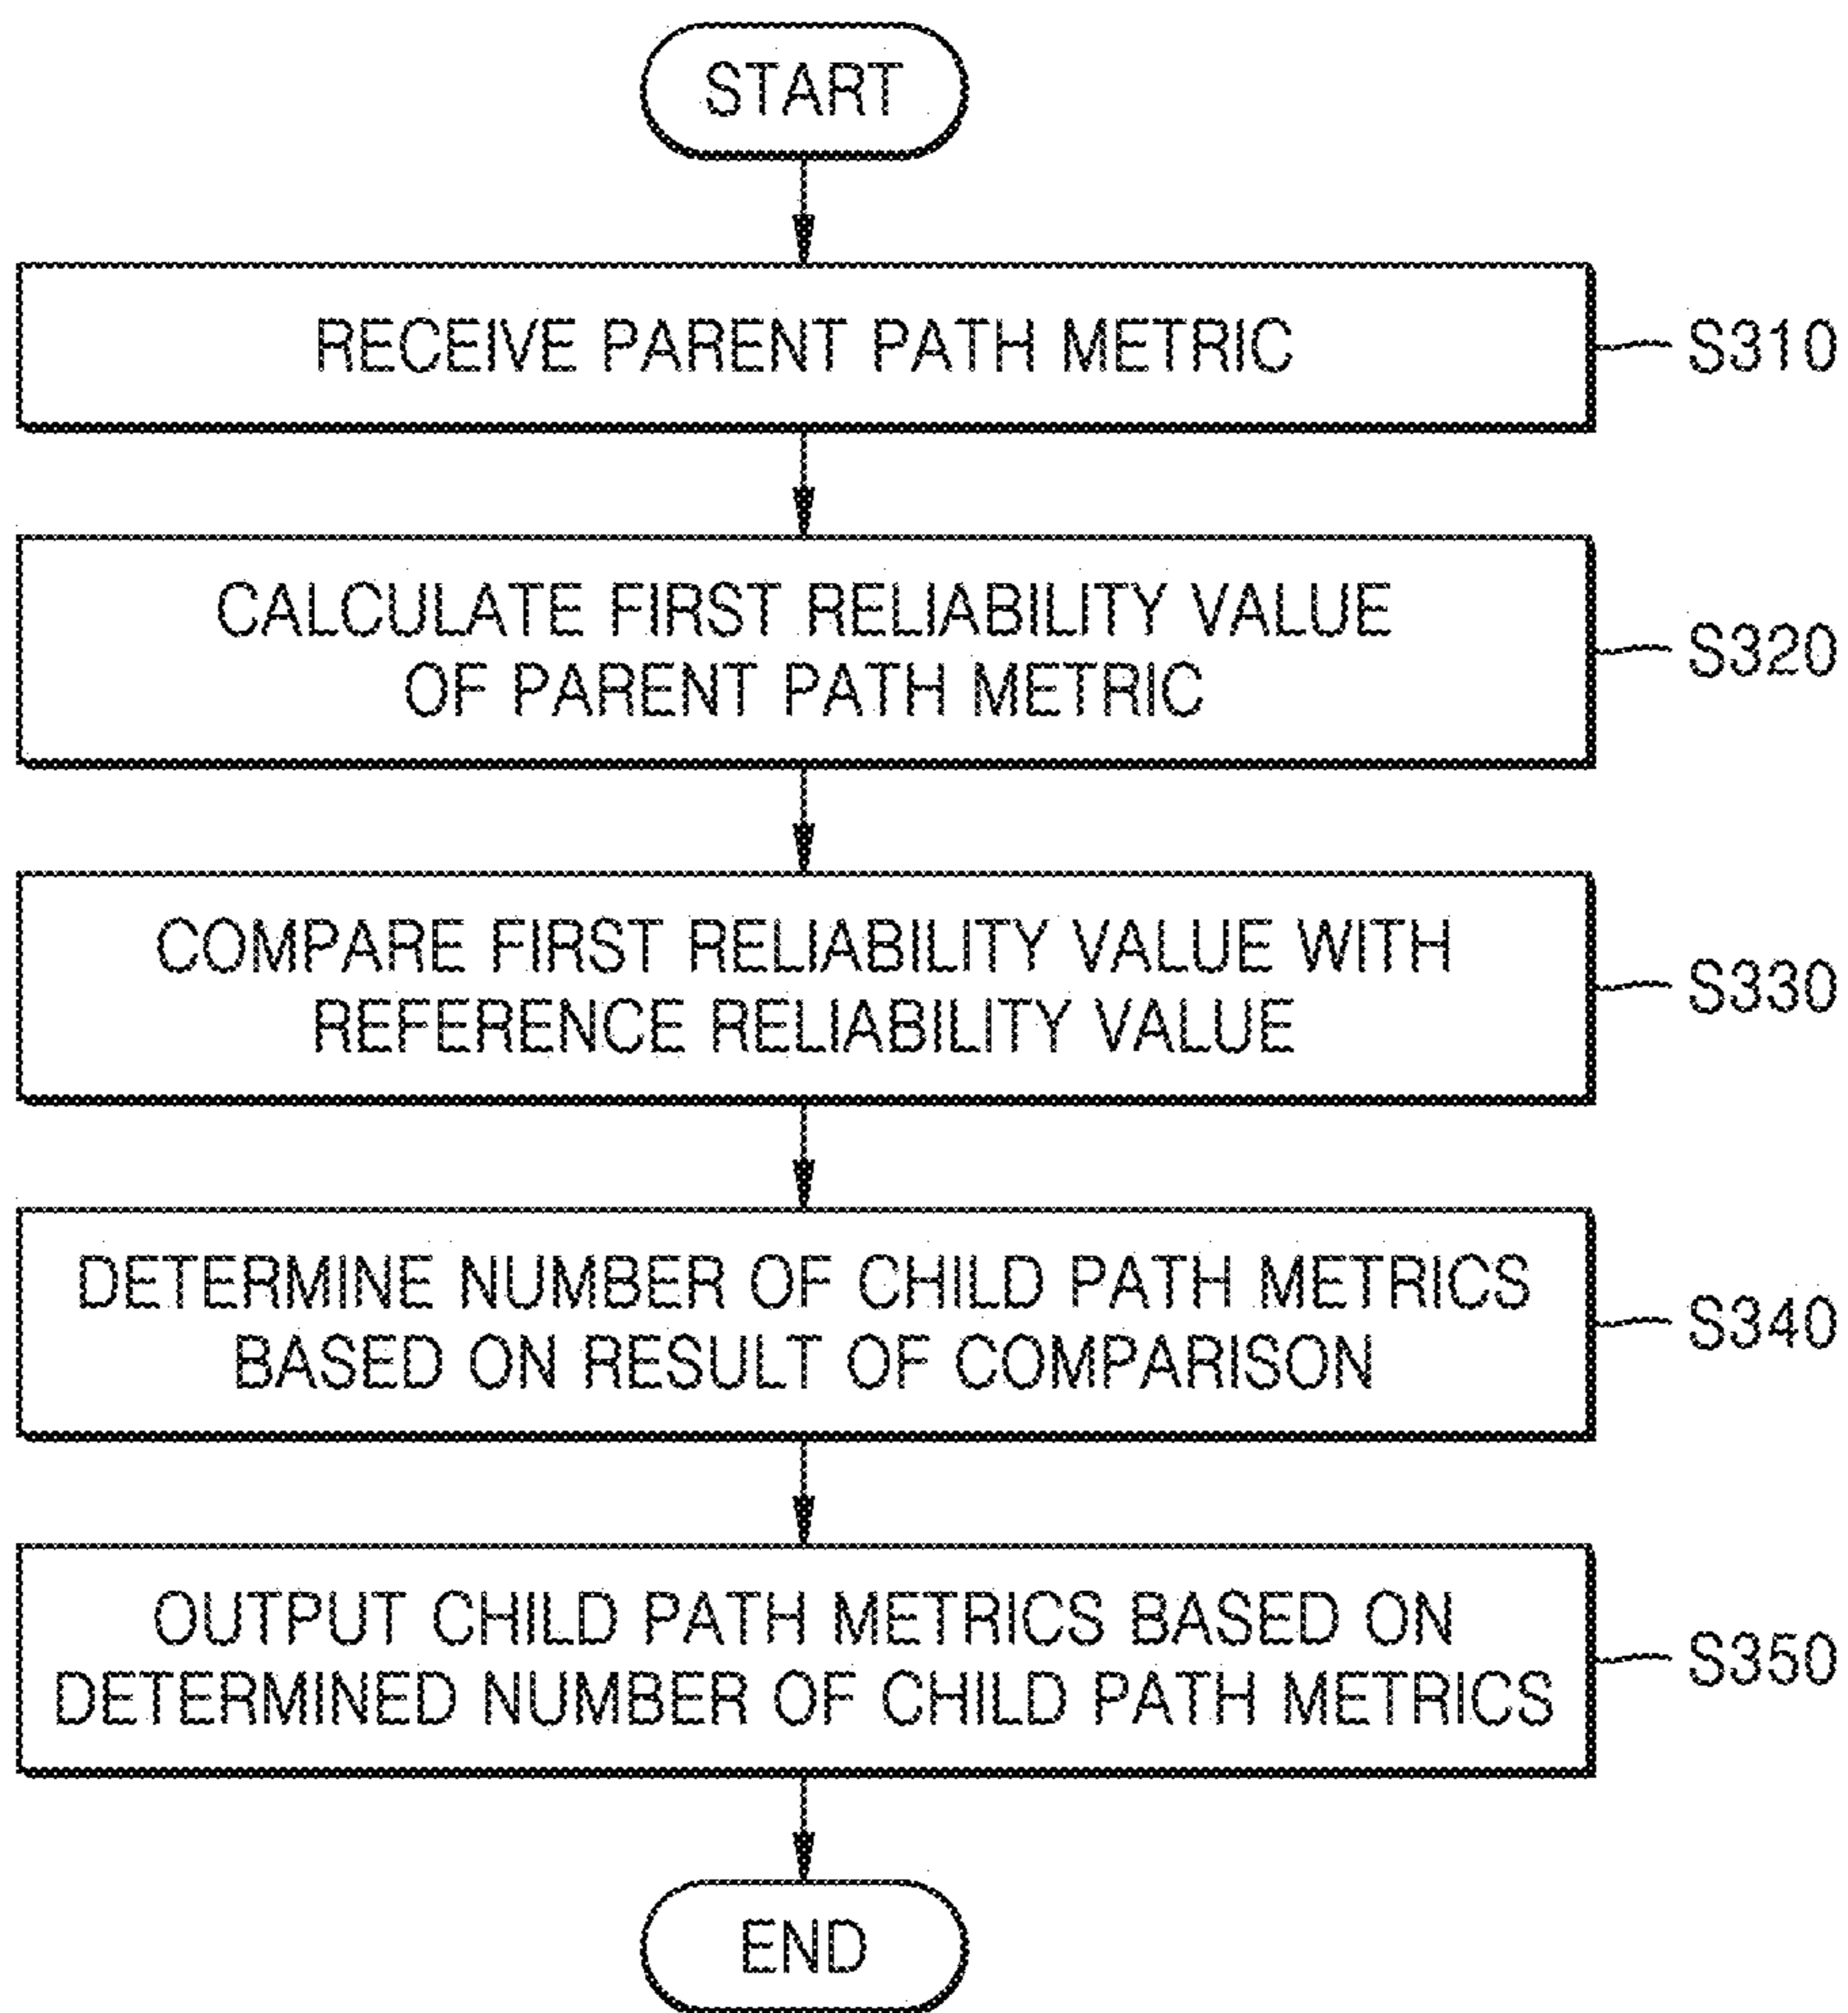 START
RECEIVE PARENT PATH METRIC
S310
CALCULATE FIRST RELIABILITY VALUE
OF PARENT PATH METRIC
S320
COMPARE FIRST RELIABILITY VALUE WITH
REFERENCE RELIABILITY VALUE
S330
DETERMINE NUMBER OF CHILD PATH METRICS
BASED ON RESULT OF COMPARISON
S340
OUTPUT CHILD PATH METRICS BASED ON
DETERMINED NUMBER OF CHILD PATH METRICS
S350
END